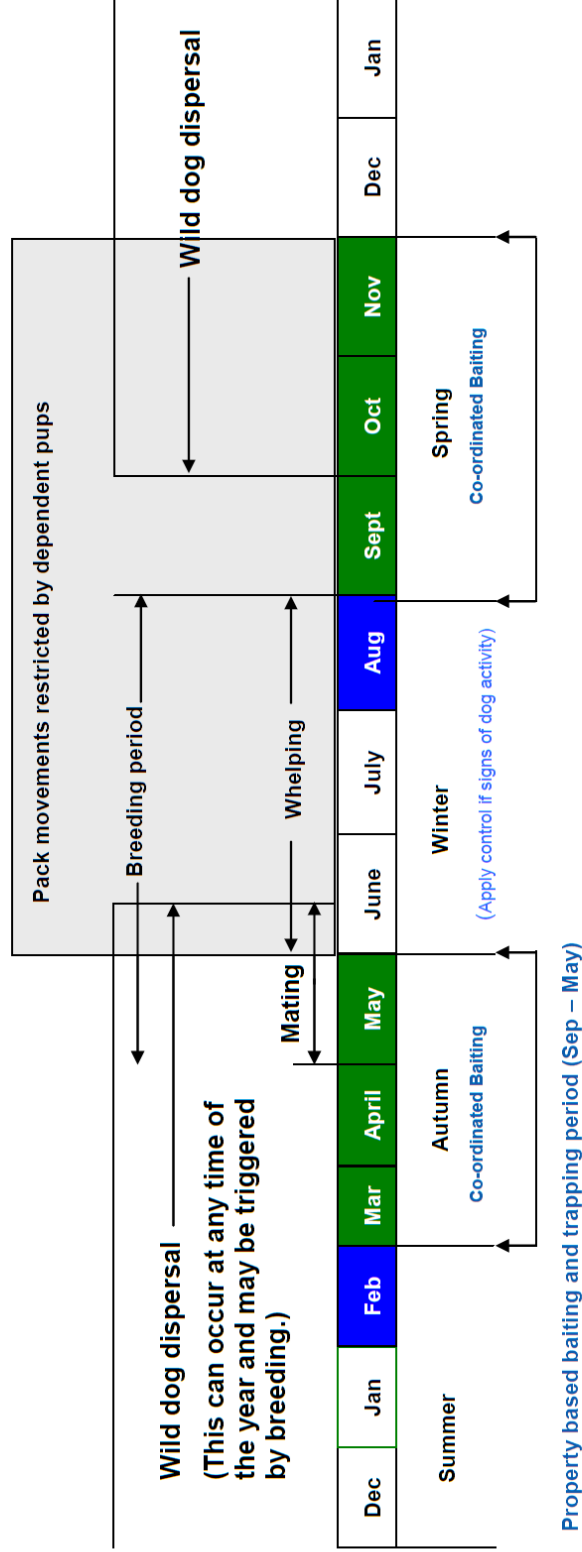 Pack movements restricted by dependent pups
Breeding period
Wild dog dispersal
(This can occur at any time of
the year and may be triggered
by breeding.)
Wild dog dispersal
Mating
Whelping
Dec
Jan
Feb
Mar
April
May
June
July
Aug
Sept
Oct
Nov
Dec
Jan
Summer
Autumn
Co-ordinated Baiting
Winter
(Apply control if signs of dog activity)
Spring
Co-ordinated Baiting
Property based baiting and trapping period (Sep – May)